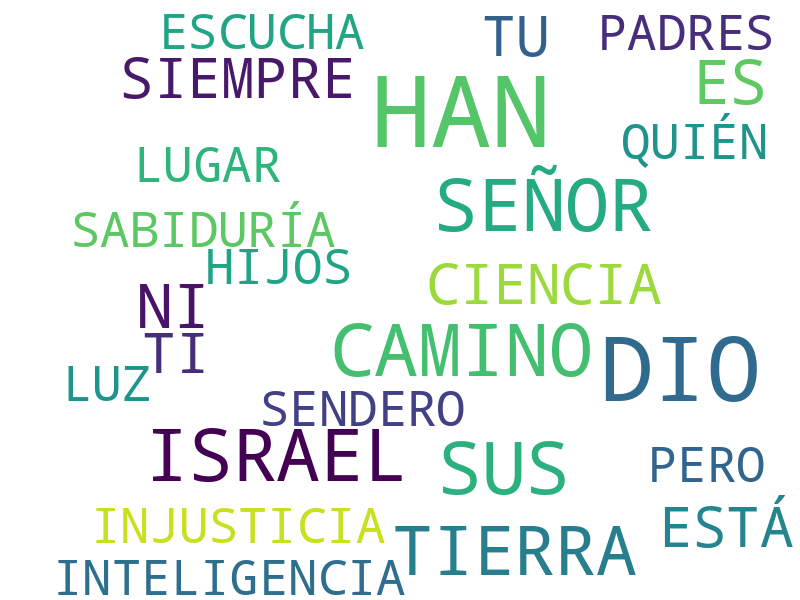 ESCUCHA
TU
PADRES
SIEMPRE
HAN
ES
QUIÉN
LUGAR
SEÑOR
SABIDURÍA
HIJOS
CIENCIA
NI
CAMINO
TI
DIO
LUZ
SENDERO
ISRAEL
SUS
PERO
INJUSTICIA
TIERRA
ESTÁ
INTELIGENCIA